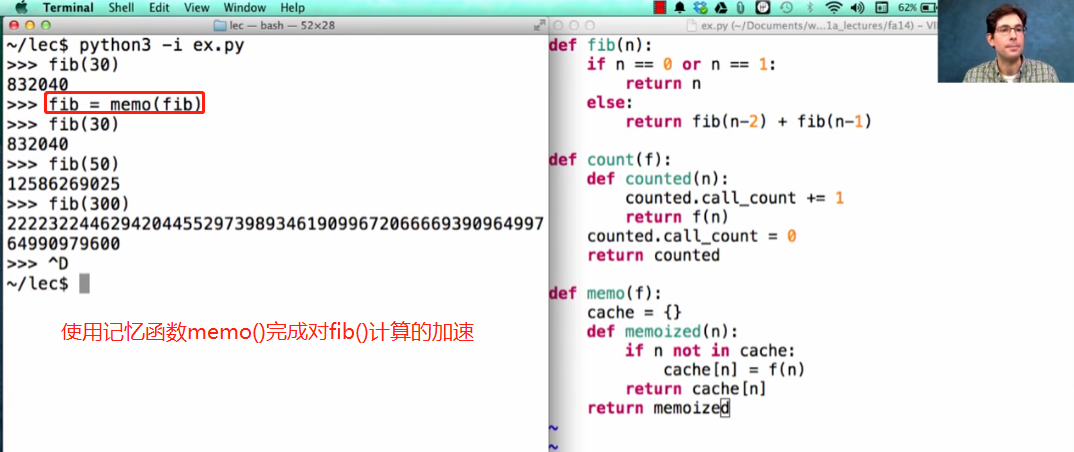 Terminal Shell Edit View Window Help
62%
lec — bash — 52×28
~/lec$ python3 -i ex.py
>>> fib(30)
832040
>>> fib = memo(fib)
>>> fib(30)
832040
>>> fib(50)
12586269025
>>> fib(300)
2222322446294204455297398934619099672066669390964997
64990979600
>>> ^D
~/lec$
使用记忆函数memo()完成对fib()计算的加速
ex.py (~/Documents/w...1a_lectures/fa14) – VI
def fib(n):
    if n == 0 or n == 1:
        return n
    else:
        return fib(n-2) + fib(n-1)
def count(f):
    def counted(n):
        counted.call_count += 1
        return f(n)
    counted.call_count = 0
    return counted
def memo(f):
    cache = {}
    def memoized(n):
        if n not in cache:
            cache[n] = f(n)
        return cache[n]
    return memoized
~
~